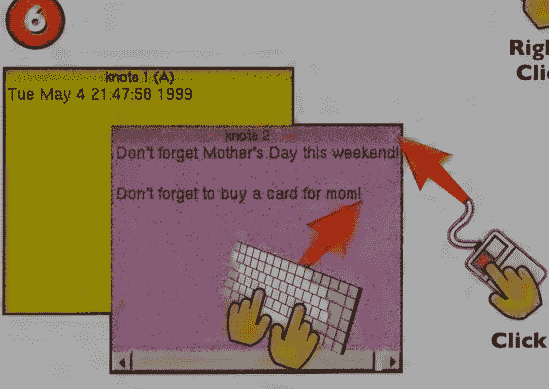 6
Right
Clic
knote 1 (A)
Tue May 4 21:47:56 1999
knote 2
Don't forget Mother's Day this weekend!
Don't forget to buy a card for mom!
Click